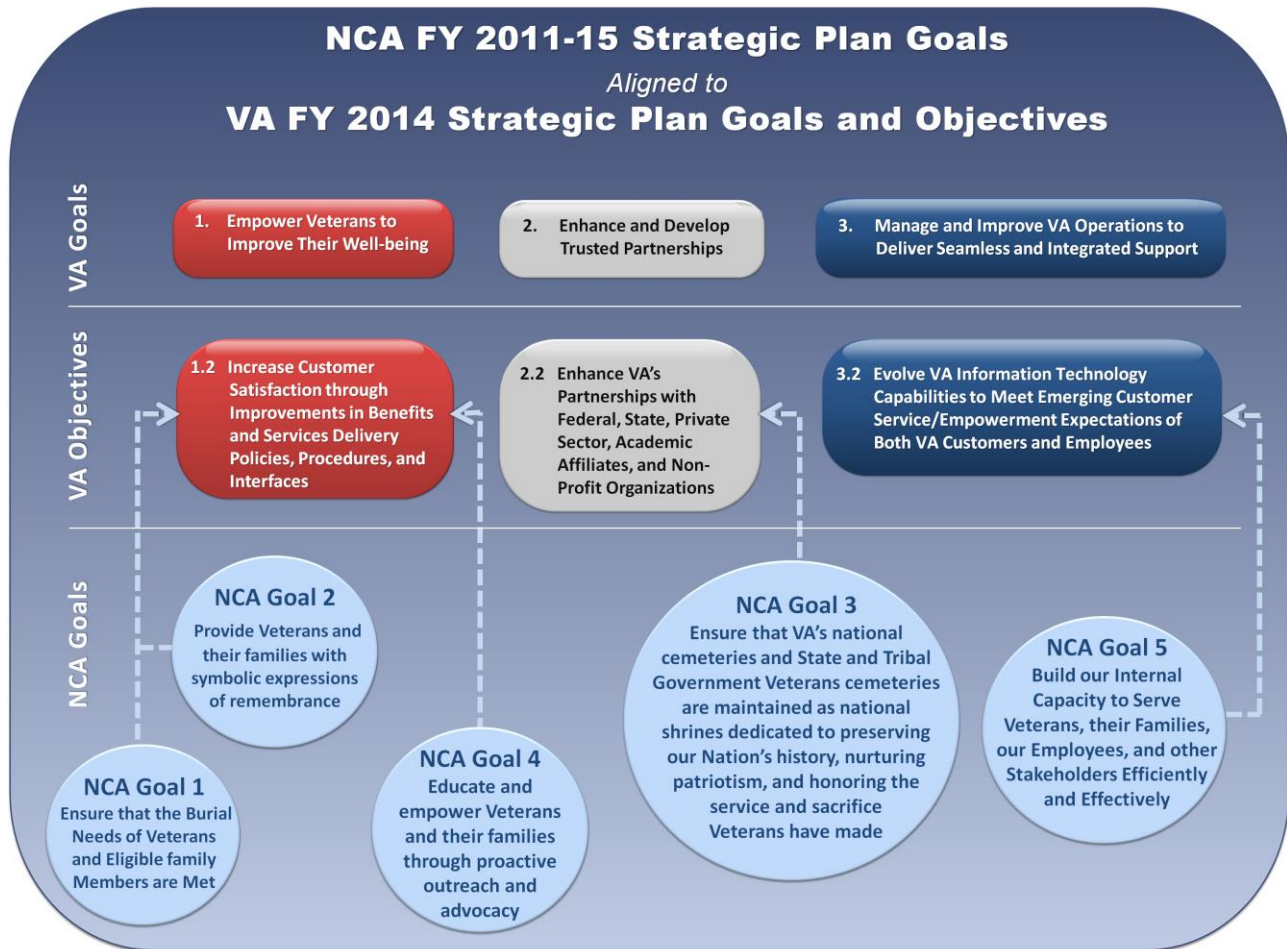 NCA FY 2011-15 Strategic Plan Goals
Aligned to
VA FY 2014 Strategic Plan Goals and Objectives
VA Goals
1. Empower Veterans to
Improve Their Well-being
2. Enhance and Develop
Trusted Partnerships
3. Manage and Improve VA Operations to
Deliver Seamless and Integrated Support
VA Objectives
1.2 Increase Customer
Satisfaction through
Improvements in Benefits
and Services Delivery
Policies, Procedures, and
Interfaces
2.2 Enhance VA's
Partnerships with
Federal, State, Private
Sector, Academic
Affiliates, and Non-
Profit Organizations
3.2 Evolve VA Information Technology
Capabilities to Meet Emerging Customer
Service/Empowerment Expectations of
Both VA Customers and Employees
NCA Goals
NCA Goal 1
Ensure that the Burial
Needs of Veterans
and Eligible family
Members are Met
NCA Goal 2
Provide Veterans and
their families with
symbolic expressions
of remembrance
NCA Goal 4
Educate and
empower Veterans
and their families
through proactive
outreach and
advocacy
NCA Goal 3
Ensure that VA's national
cemeteries and State and Tribal
Government Veterans cemeteries
are maintained as national
shrines dedicated to preserving
our Nation's history, nurturing
patriotism, and honoring the
service and sacrifice
Veterans have made
NCA Goal 5
Build our Internal
Capacity to Serve
Veterans, their Families,
our Employees, and other
Stakeholders Efficiently
and Effectively